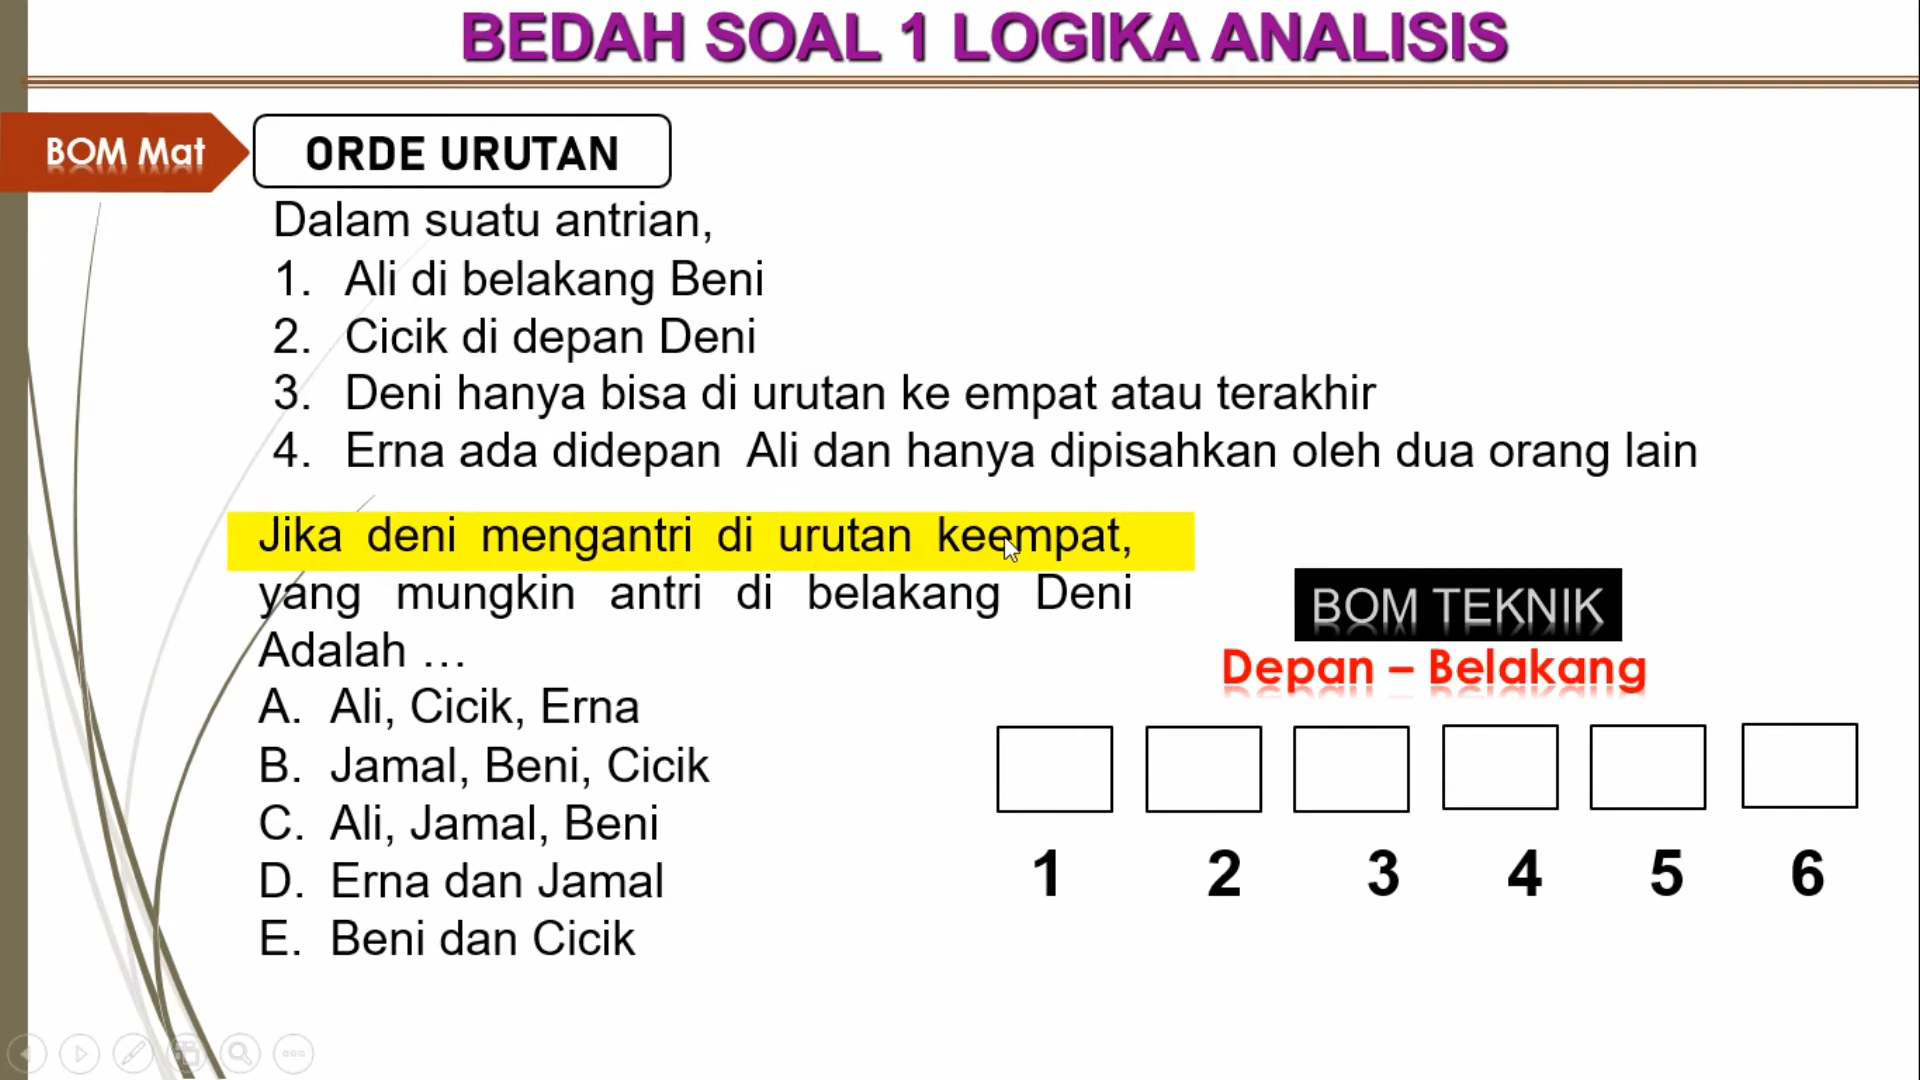 BEDAH SOAL 1 LOGIKA ANALISIS
BOM Mat
ORDE URUTAN
Dalam suatu antrian,
1. Ali di belakang Beni
2. Cicik di depan Deni
3. Deni hanya bisa di urutan ke empat atau terakhir
4. Erna ada didepan Ali dan hanya dipisahkan oleh dua orang lain
Jika deni mengantri di urutan keempat,
yang mungkin antri di belakang Deni
Adalah ...
A. Ali, Cicik, Erna
B. Jamal, Beni, Cicik
C. Ali, Jamal, Beni
D. Erna dan Jamal
E. Beni dan Cicik
BOM TEKNIK
Depan – Belakang
1 2 3 4 5 6